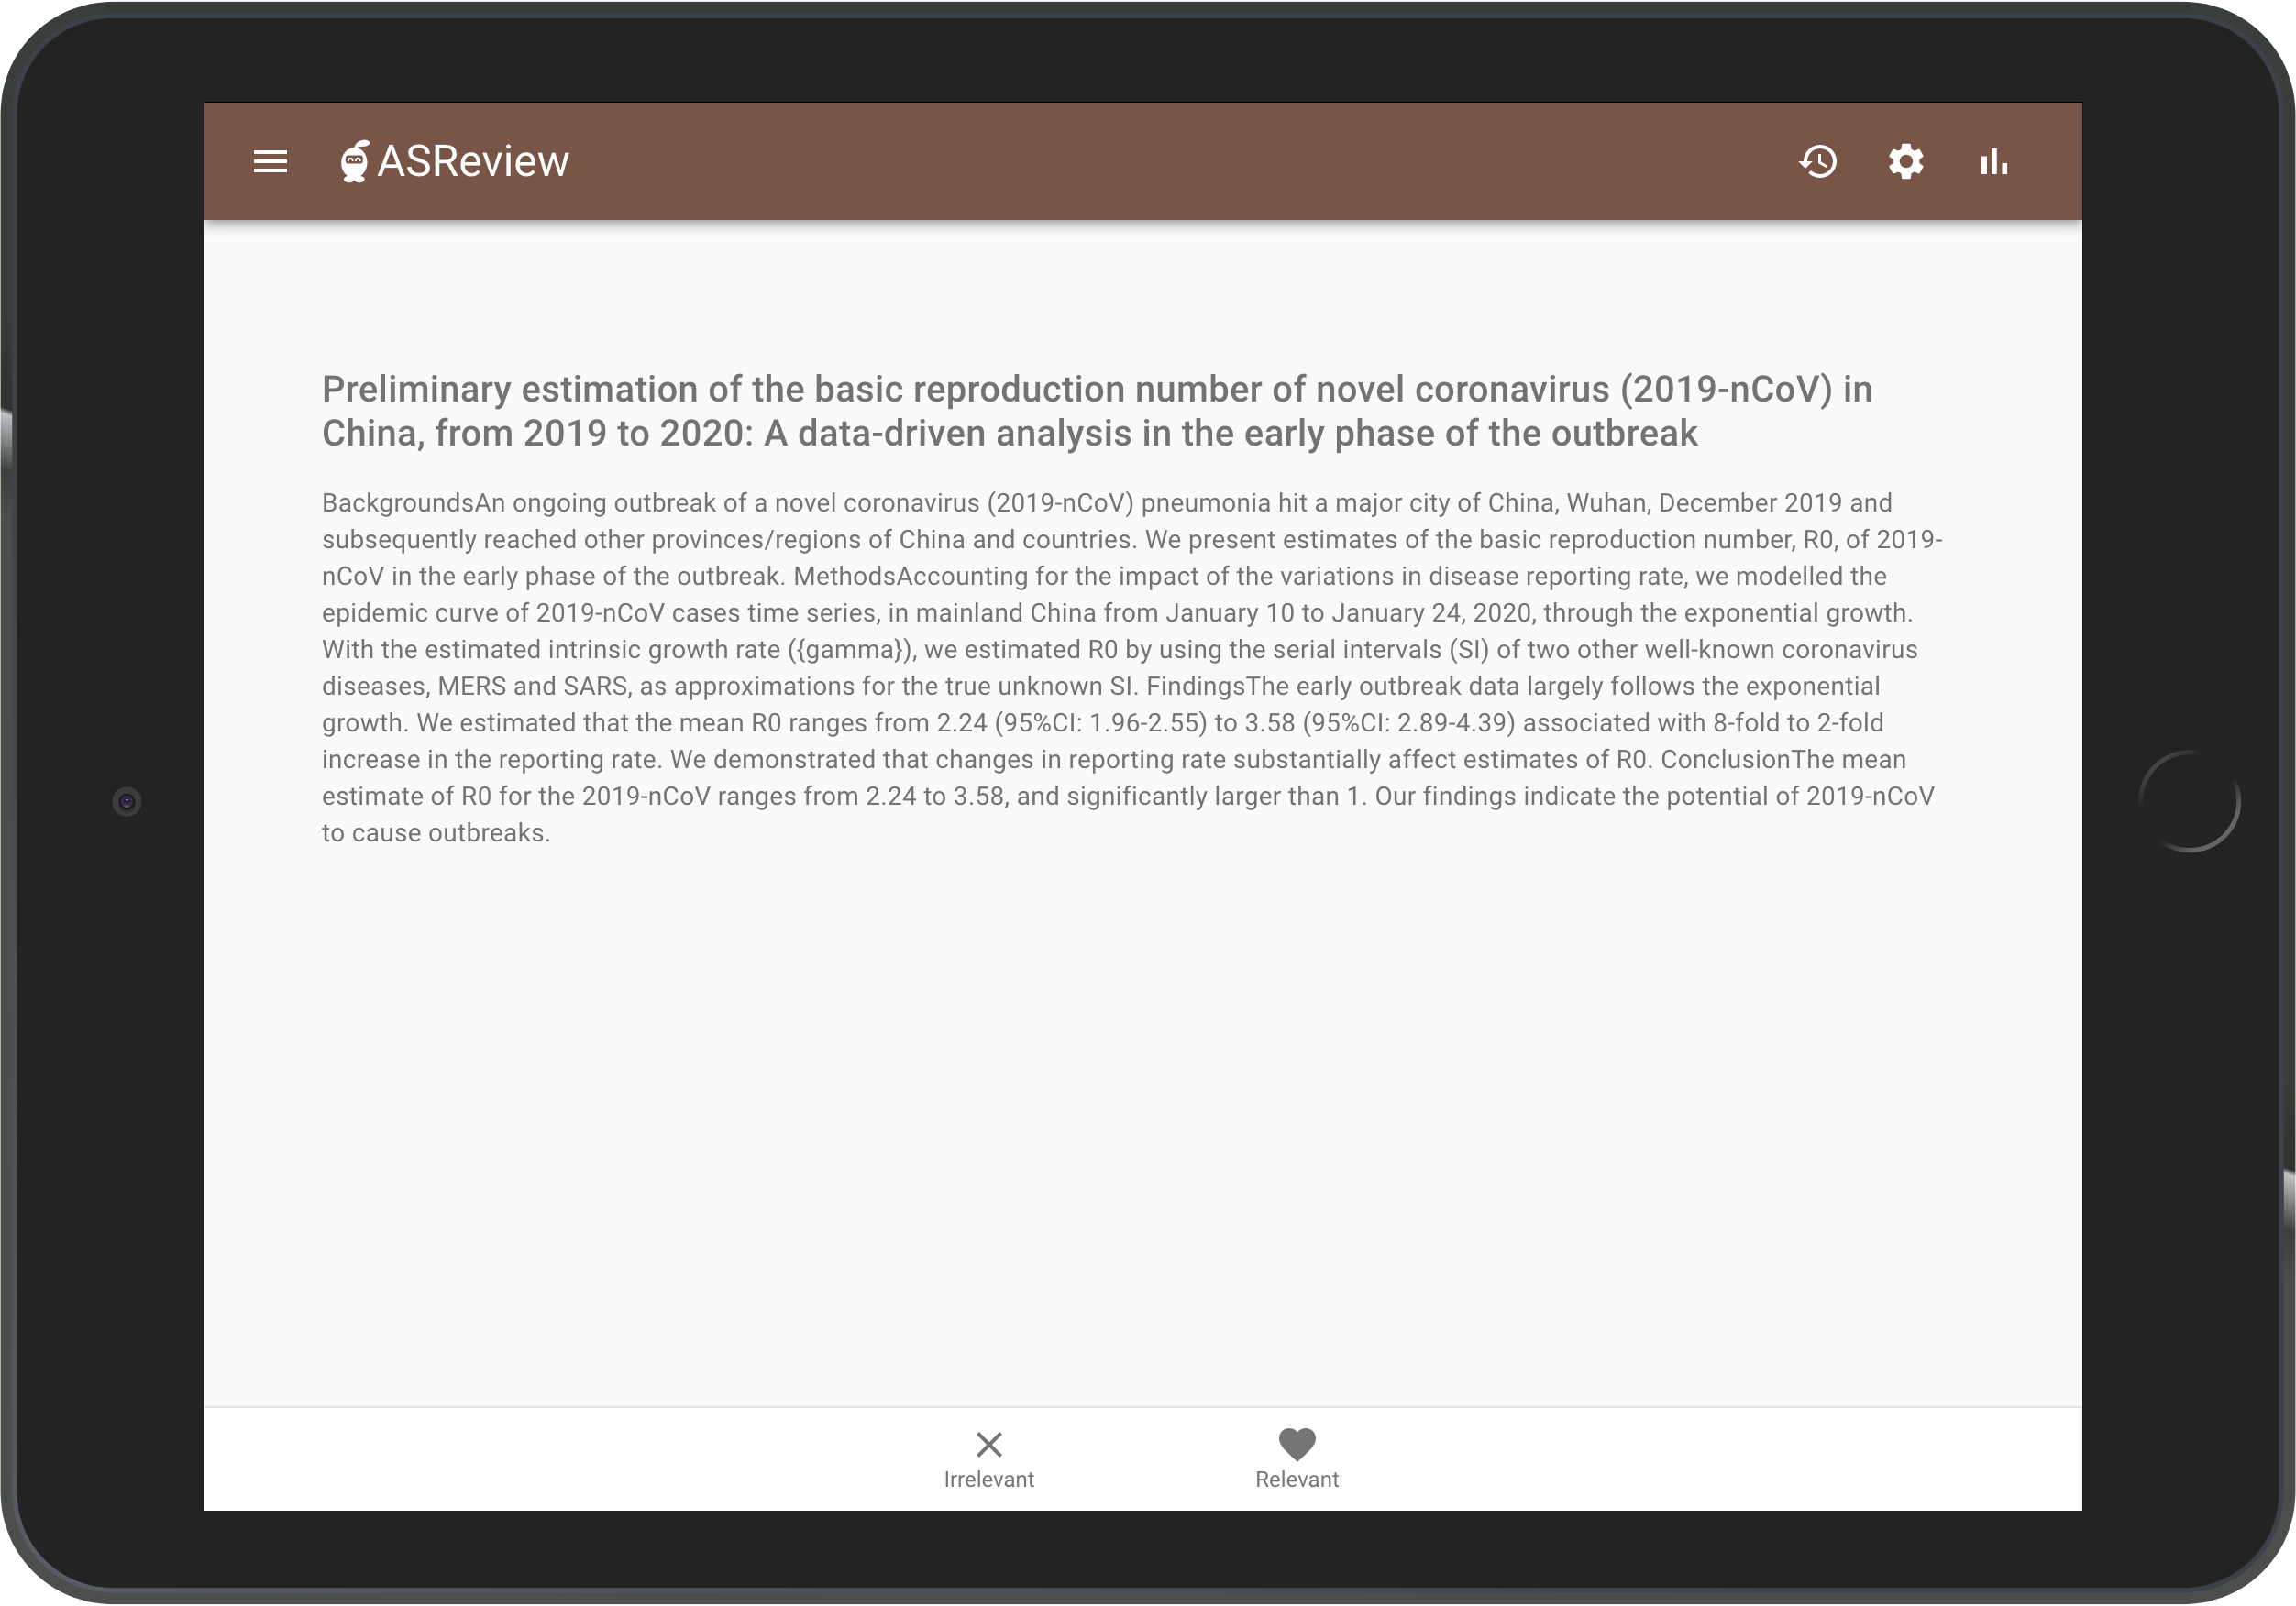 ASReview
Preliminary estimation of the basic reproduction number of novel coronavirus (2019-nCoV) in
China, from 2019 to 2020: A data-driven analysis in the early phase of the outbreak
BackgroundsAn ongoing outbreak of a novel coronavirus (2019-nCoV) pneumonia hit a major city of China, Wuhan, December 2019 and
subsequently reached other provinces/regions of China and countries. We present estimates of the basic reproduction number, R0, of 2019-
nCoV in the early phase of the outbreak. MethodsAccounting for the impact of the variations in disease reporting rate, we modelled the
epidemic curve of 2019-nCoV cases time series, in mainland China from January 10 to January 24, 2020, through the exponential growth.
With the estimated intrinsic growth rate ({gamma}), we estimated R0 by using the serial intervals (SI) of two other well-known coronavirus
diseases, MERS and SARS, as approximations for the true unknown SI. FindingsThe early outbreak data largely follows the exponential
growth. We estimated that the mean R0 ranges from 2.24 (95%CI: 1.96-2.55) to 3.58 (95%CI: 2.89-4.39) associated with 8-fold to 2-fold
increase in the reporting rate. We demonstrated that changes in reporting rate substantially affect estimates of R0. ConclusionThe mean
estimate of R0 for the 2019-nCoV ranges from 2.24 to 3.58, and significantly larger than 1. Our findings indicate the potential of 2019-nCoV
to cause outbreaks.
Irrelevant
Relevant